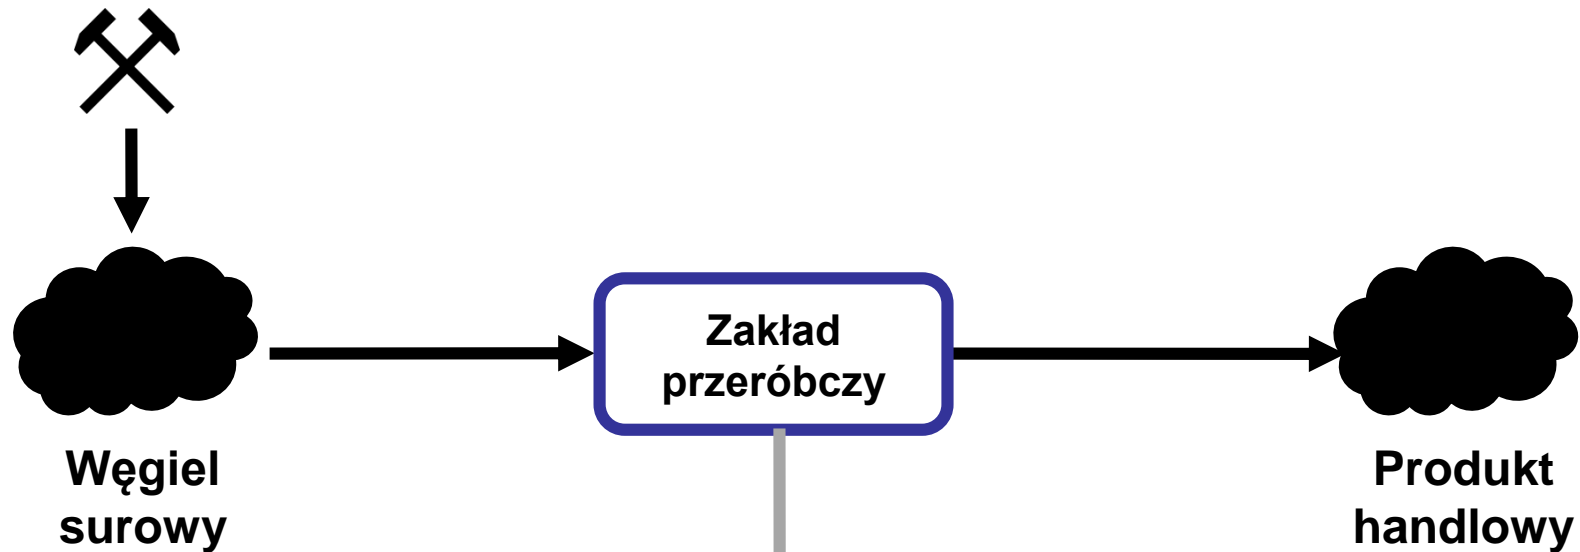 Zakład
przeróbczy
Węgiel
surowy
Produkt
handlowy